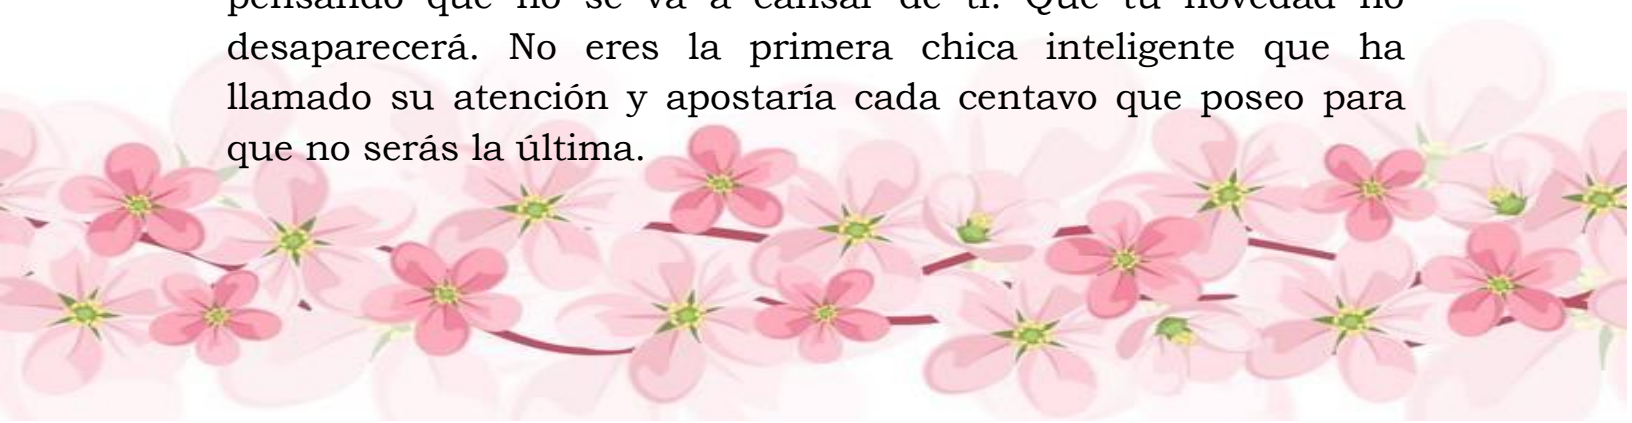 pensando que no se va a cansar de ti. Que tu novedad no
desaparecerá. No eres la primera chica inteligente que ha
llamado su atención y apostaría cada centavo que poseo para
que no serás la última.